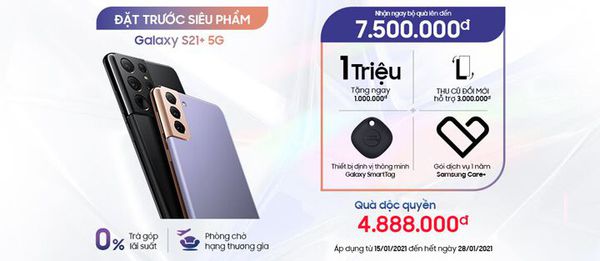 ĐẶT TRƯỚC SIÊU PHẨM
Galaxy S21+ 5G
0% Trả góp
lãi suất
Phòng chờ
hạng thương gia
Nhận ngay bộ quà lên đến
7.500.000đ
1 Triệu
Tặng ngay
1.000.000đ
THU CŨ ĐỔI MỚI
hỗ trợ 3.000.000đ
Thiết bị định vị thông minh
Galaxy SmartTag
Gói dịch vụ 1 năm
Samsung Care+
Quà độc quyền
4.888.000đ
Áp dụng từ 15/01/2021 đến hết ngày 28/01/2021